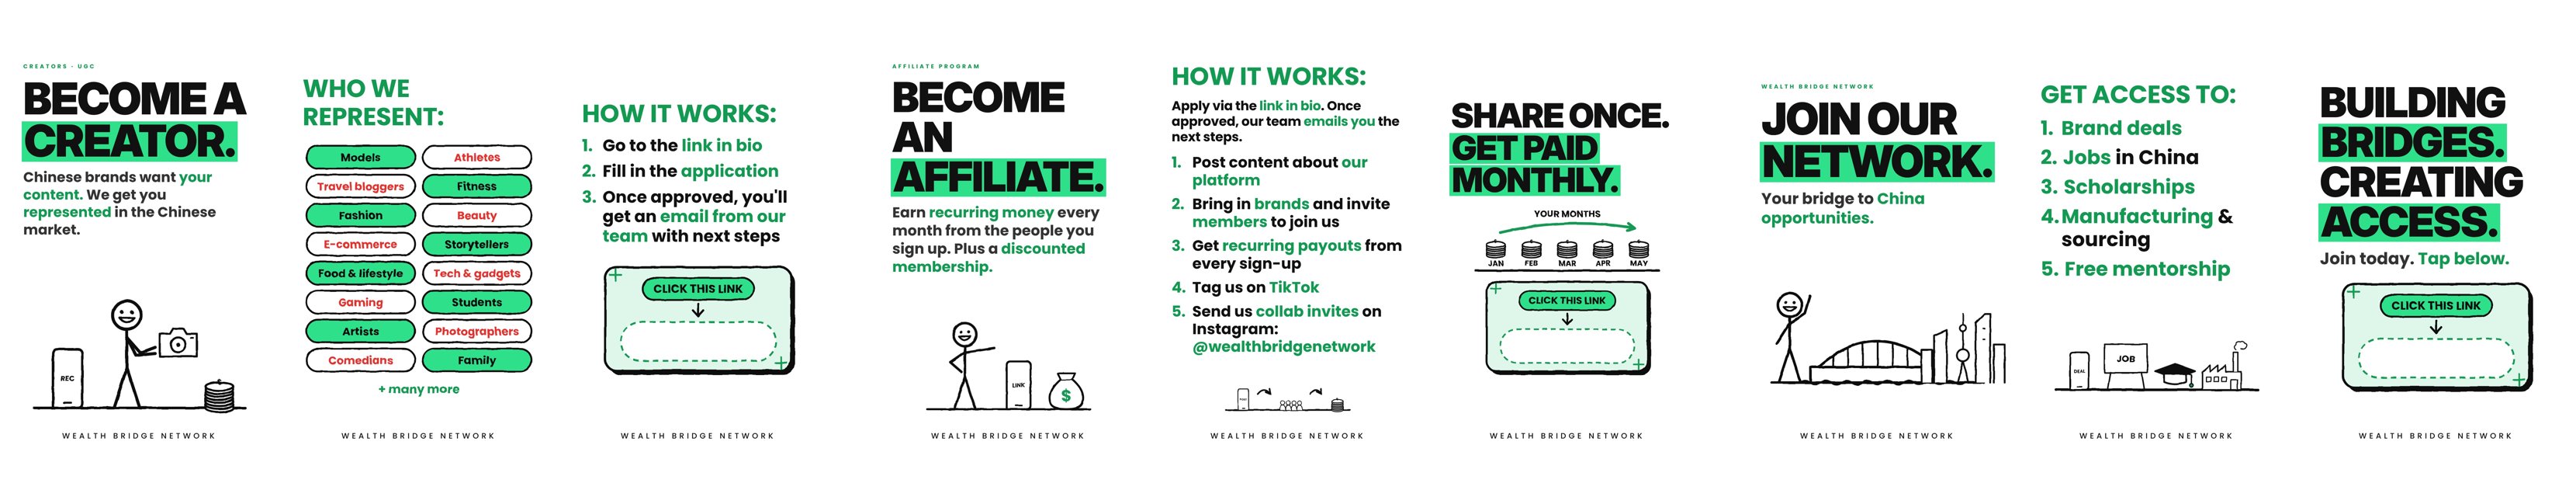 CREATORS · UGC
BECOME A
CREATOR.
Chinese brands want your
content. We get you
represented in the Chinese
market.
REC
WEALTH BRIDGE NETWORK
WHO WE
REPRESENT:
Models
Athletes
Travel bloggers
Fitness
Fashion
Beauty
E-commerce
Storytellers
Food & lifestyle
Tech & gadgets
Gaming
Students
Artists
Photographers
Comedians
Family
+ many more
WEALTH BRIDGE NETWORK
HOW IT WORKS:
1. Go to the link in bio
2. Fill in the application
3. Once approved, you'll
get an email from our
team with next steps
CLICK THIS LINK
WEALTH BRIDGE NETWORK
AFFILIATE PROGRAM
BECOME
AN
AFFILIATE.
Earn recurring money every
month from the people you
sign up. Plus a discounted
membership.
LINK
$
WEALTH BRIDGE NETWORK
HOW IT WORKS:
Apply via the link in bio. Once
approved, our team emails you the
next steps.
1. Post content about our
platform
2. Bring in brands and invite
members to join us
3. Get recurring payouts from
every sign-up
4. Tag us on TikTok
5. Send us collab invites on
Instagram:
@wealthbridgenetwork
WEALTH BRIDGE NETWORK
SHARE ONCE.
GET PAID
MONTHLY.
YOUR MONTHS
JAN FEB MAR APR MAY
CLICK THIS LINK
WEALTH BRIDGE NETWORK
WEALTH BRIDGE NETWORK
JOIN OUR
NETWORK.
Your bridge to China
opportunities.
WEALTH BRIDGE NETWORK
GET ACCESS TO:
1. Brand deals
2. Jobs in China
3. Scholarships
4. Manufacturing &
sourcing
5. Free mentorship
DEAL
JOB
WEALTH BRIDGE NETWORK
BUILDING
BRIDGES.
CREATING
ACCESS.
Join today. Tap below.
CLICK THIS LINK
WEALTH BRIDGE NETWORK